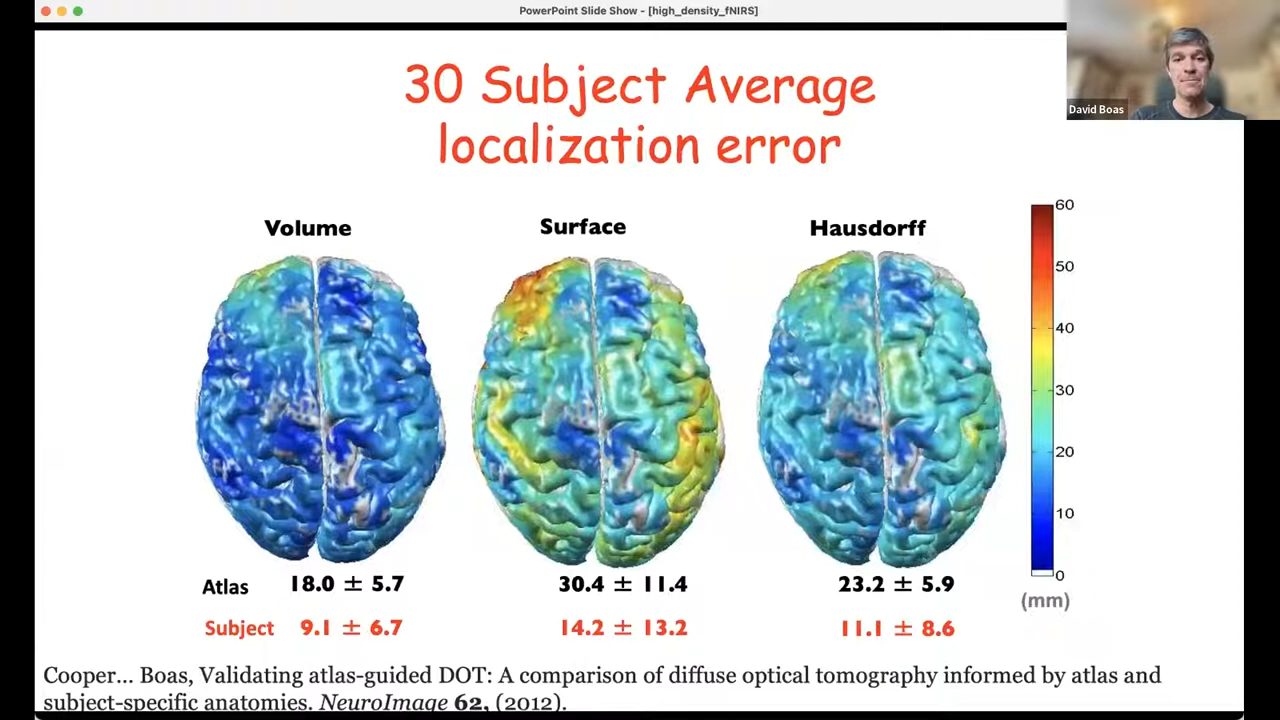 PowerPoint Slide Show - [high_density_fNIRS]
David Boas
30 Subject Average
localization error
Volume
Surface
Hausdorff
60
50
40
30
20
10
0
(mm)
Atlas 18.0 ± 5.7 30.4 ± 11.4 23.2 ± 5.9
Subject 9.1 ± 6.7 14.2 ± 13.2 11.1 ± 8.6
Cooper... Boas, Validating atlas-guided DOT: A comparison of diffuse optical tomography informed by atlas and
subject-specific anatomies. NeuroImage 62, (2012).